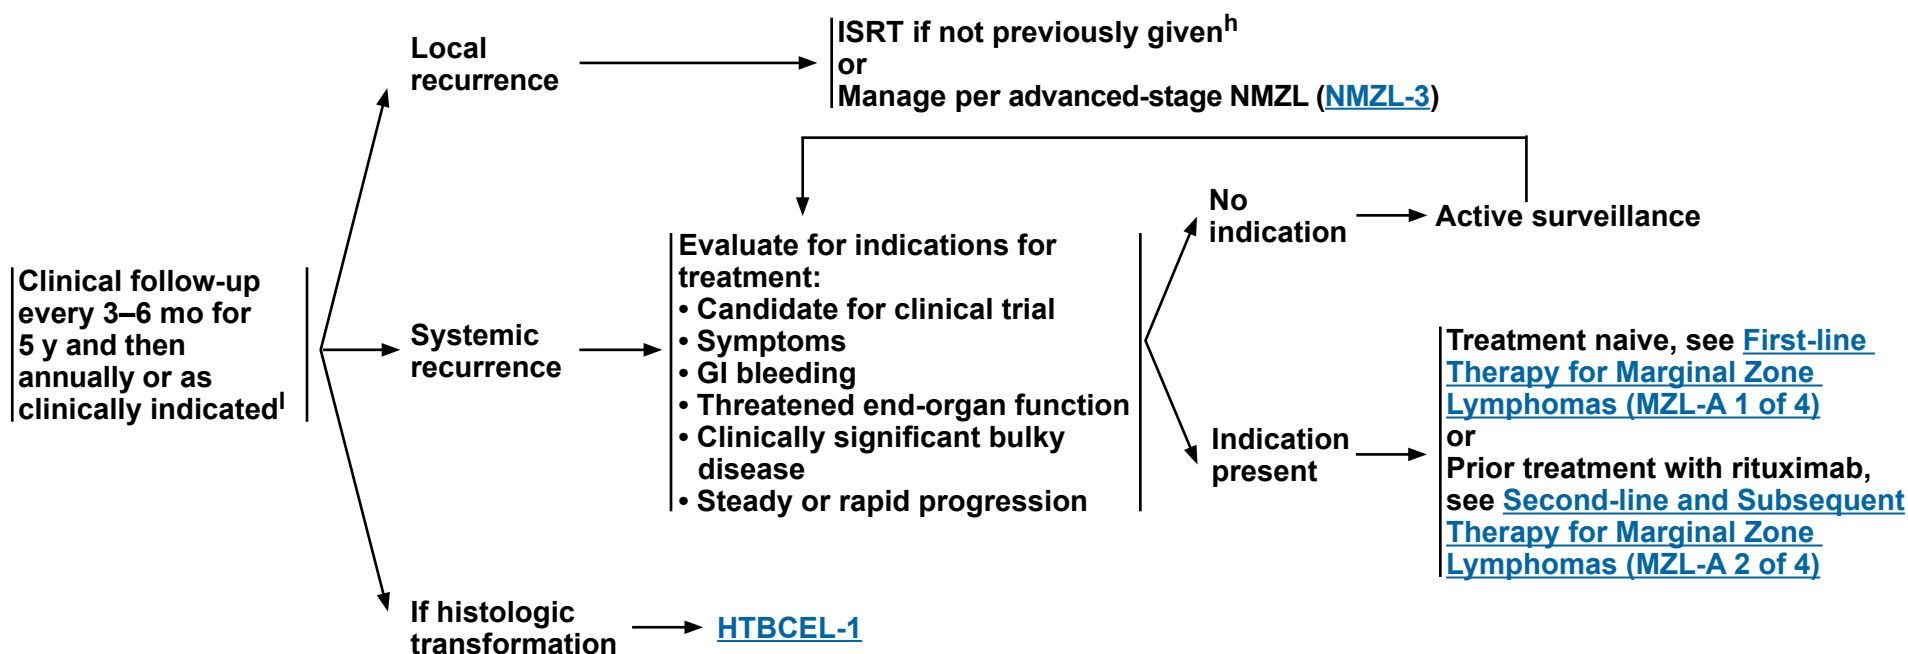 Clinical follow-up
every 3–6 mo for
5 y and then
annually or as
clinically indicatedl
Local
recurrence
ISRT if not previously givenh
or
Manage per advanced-stage NMZL (NMZL-3)
Systemic
recurrence
Evaluate for indications for
treatment:
• Candidate for clinical trial
• Symptoms
• GI bleeding
• Threatened end-organ function
• Clinically significant bulky
disease
• Steady or rapid progression
No
indication
Active surveillance
Indication
present
Treatment naive, see First-line
Therapy for Marginal Zone
Lymphomas (MZL-A 1 of 4)
or
Prior treatment with rituximab,
see Second-line and Subsequent
Therapy for Marginal Zone
Lymphomas (MZL-A 2 of 4)
If histologic
transformation
HTBCEL-1